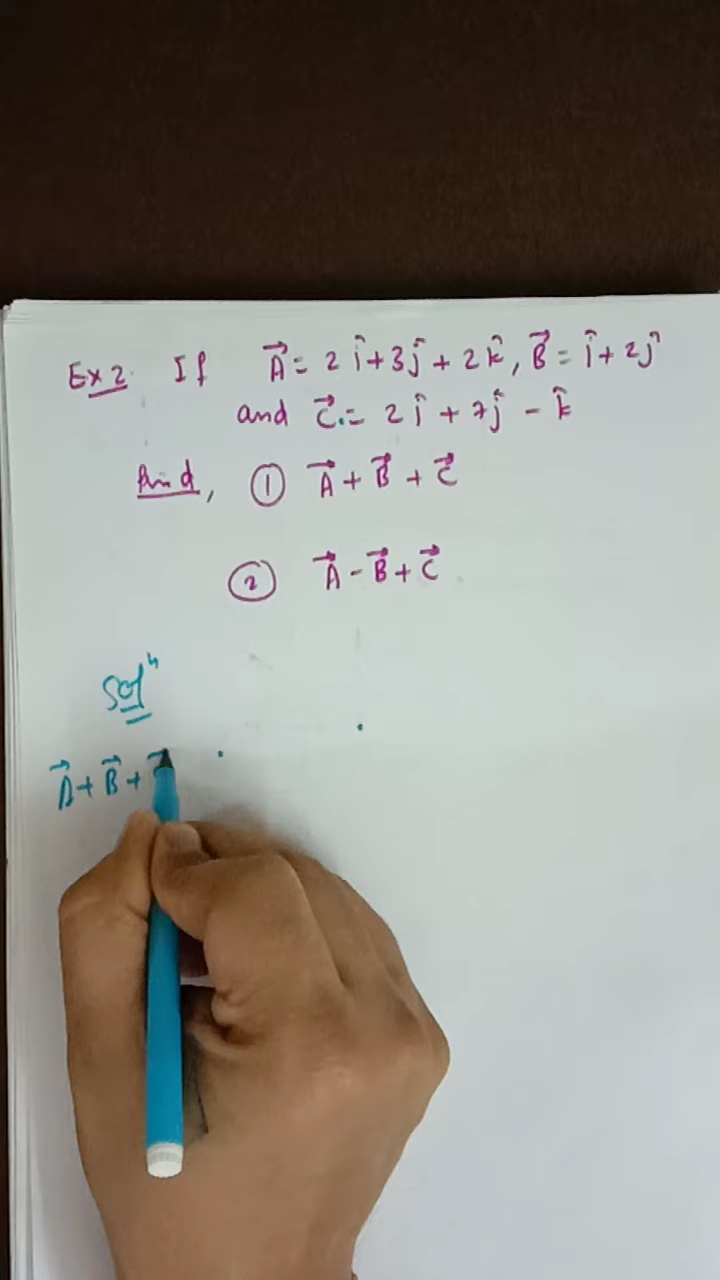 Ex 2. If A⃗ = 2î + 3ĵ + 2k̂, B⃗ = î + 2ĵ
and C⃗ = 2î + 7ĵ - k̂
Find, ① A⃗ + B⃗ + C⃗
② A⃗ - B⃗ + C⃗
Solⁿ
A⃗ + B⃗ +